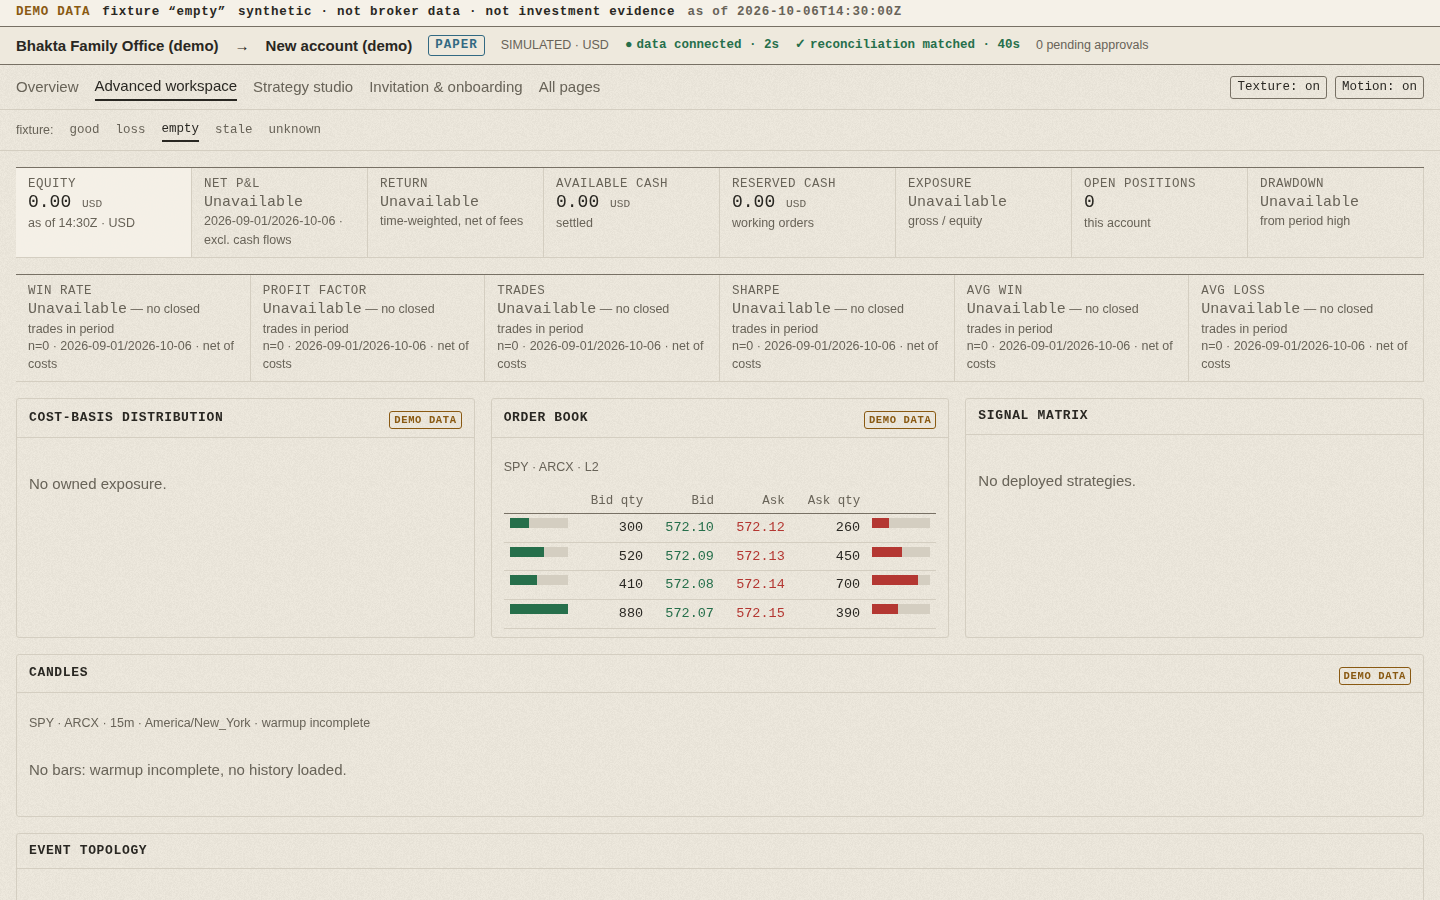 DEMO DATA fixture “empty” synthetic · not broker data · not investment evidence as of 2026-10-06T14:30:00Z
Bhakta Family Office (demo) → New account (demo) PAPER SIMULATED · USD ● data connected · 2s ✓ reconciliation matched · 40s 0 pending approvals
Overview Advanced workspace Strategy studio Invitation & onboarding All pages Texture: on Motion: on
fixture: good loss empty stale unknown
EQUITY NET P&L RETURN AVAILABLE CASH RESERVED CASH EXPOSURE OPEN POSITIONS DRAWDOWN
0.00 USD Unavailable Unavailable 0.00 USD 0.00 USD Unavailable 0 Unavailable
as of 14:30Z · USD 2026-09-01/2026-10-06 · time-weighted, net of fees settled working orders gross / equity this account from period high
excl. cash flows
WIN RATE PROFIT FACTOR TRADES SHARPE AVG WIN AVG LOSS
Unavailable — no closed Unavailable — no closed Unavailable — no closed Unavailable — no closed Unavailable — no closed Unavailable — no closed
trades in period trades in period trades in period trades in period trades in period trades in period
n=0 · 2026-09-01/2026-10-06 · net of n=0 · 2026-09-01/2026-10-06 · net of n=0 · 2026-09-01/2026-10-06 · net of n=0 · 2026-09-01/2026-10-06 · net of n=0 · 2026-09-01/2026-10-06 · net of n=0 · 2026-09-01/2026-10-06 · net of
costs costs costs costs costs costs
COST-BASIS DISTRIBUTION DEMO DATA
No owned exposure.
ORDER BOOK DEMO DATA
SPY · ARCX · L2
Bid qty Bid Ask Ask qty
300 572.10 572.12 260
520 572.09 572.13 450
410 572.08 572.14 700
880 572.07 572.15 390
SIGNAL MATRIX
No deployed strategies.
CANDLES DEMO DATA
SPY · ARCX · 15m · America/New_York · warmup incomplete
No bars: warmup incomplete, no history loaded.
EVENT TOPOLOGY